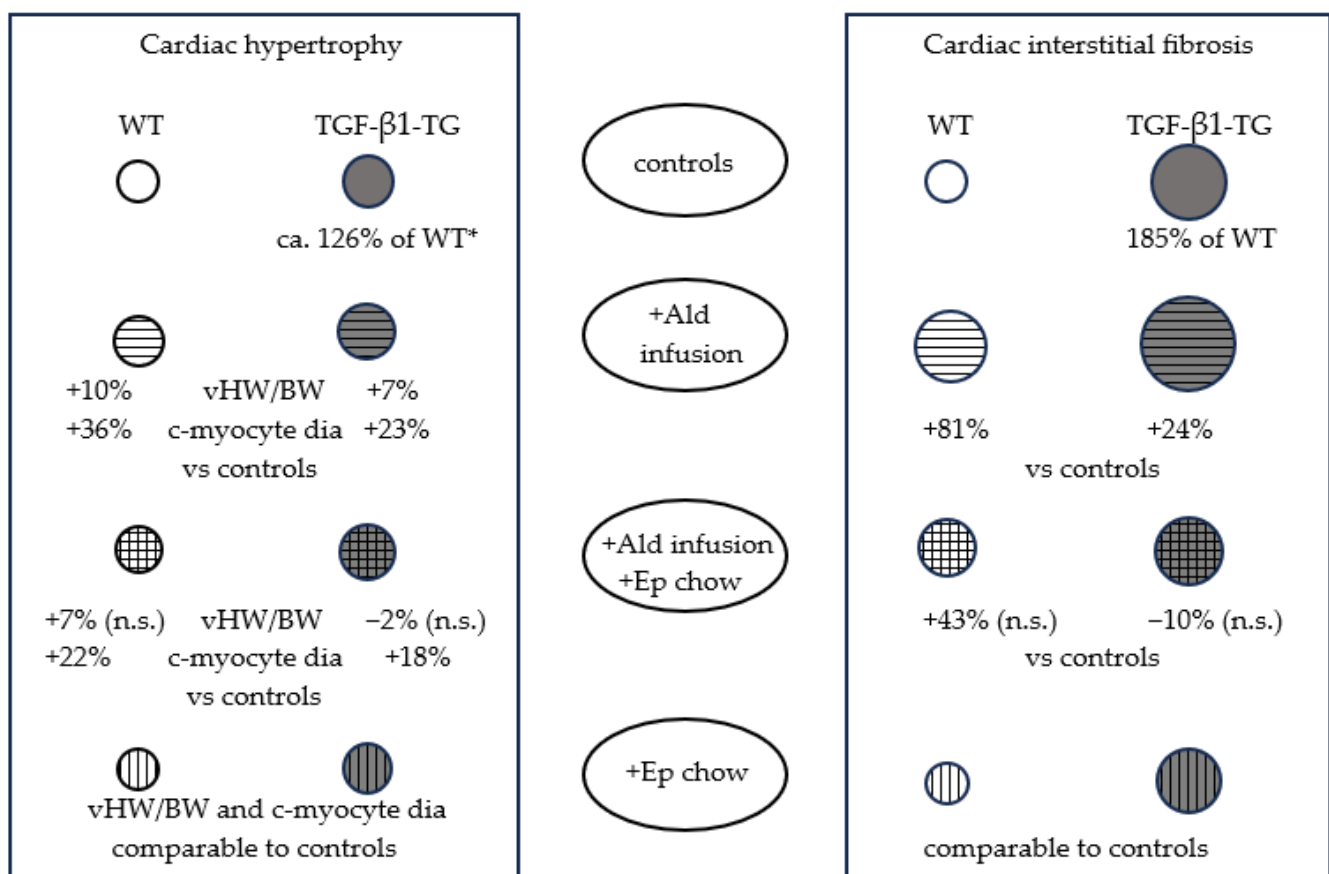 Cardiac hypertrophy
WT TGF-β1-TG
ca. 126% of WT*
+10% vHW/BW +7%
+36% c-myocyte dia +23%
vs controls
+7% (n.s.) vHW/BW –2% (n.s.)
+22% c-myocyte dia +18%
vs controls
vHW/BW and c-myocyte dia
comparable to controls
controls
+Ald
infusion
+Ald infusion
+Ep chow
+Ep chow
Cardiac interstitial fibrosis
WT TGF-β1-TG
185% of WT
+81% +24%
vs controls
+43% (n.s.) –10% (n.s.)
vs controls
comparable to controls